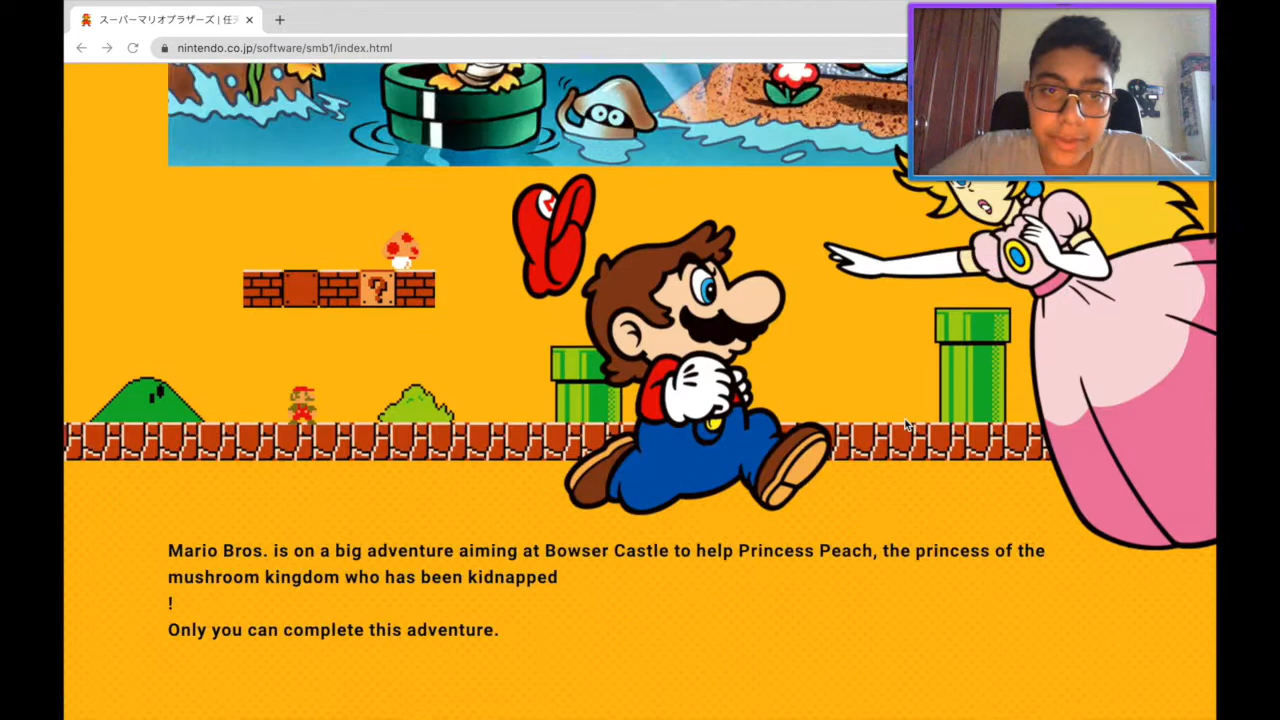 スーパーマリオブラザーズ | 任
nintendo.co.jp/software/smb1/index.html
?
Mario Bros. is on a big adventure aiming at Bowser Castle to help Princess Peach, the princess of the
mushroom kingdom who has been kidnapped
!
Only you can complete this adventure.